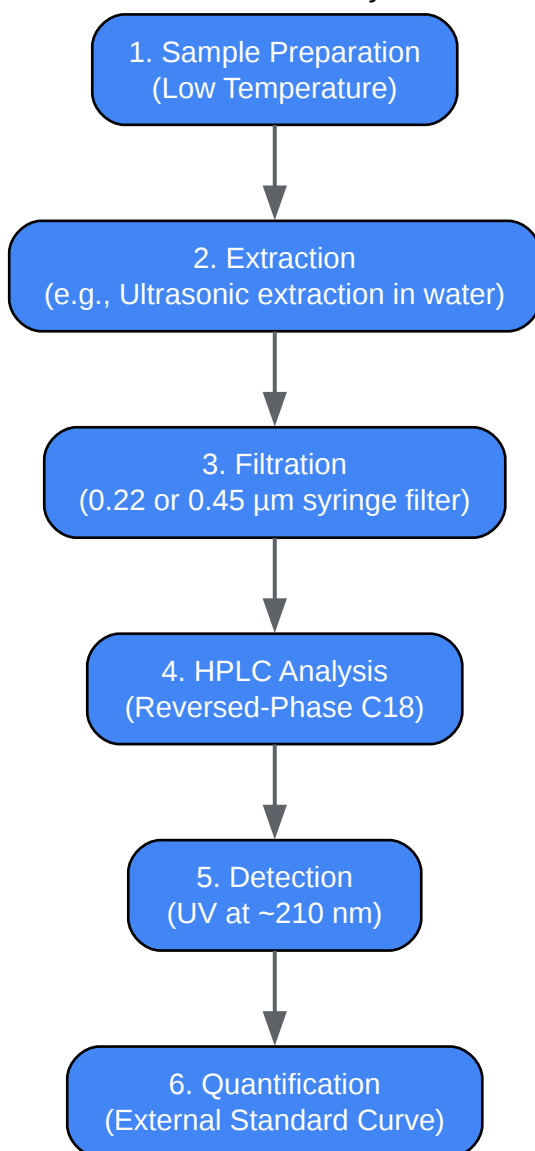 1. Sample Preparation
(Low Temperature)
2. Extraction
(e.g., Ultrasonic extraction in water)
3. Filtration
(0.22 or 0.45 µm syringe filter)
4. HPLC Analysis
(Reversed-Phase C18)
5. Detection
(UV at ~210 nm)
6. Quantification
(External Standard Curve)